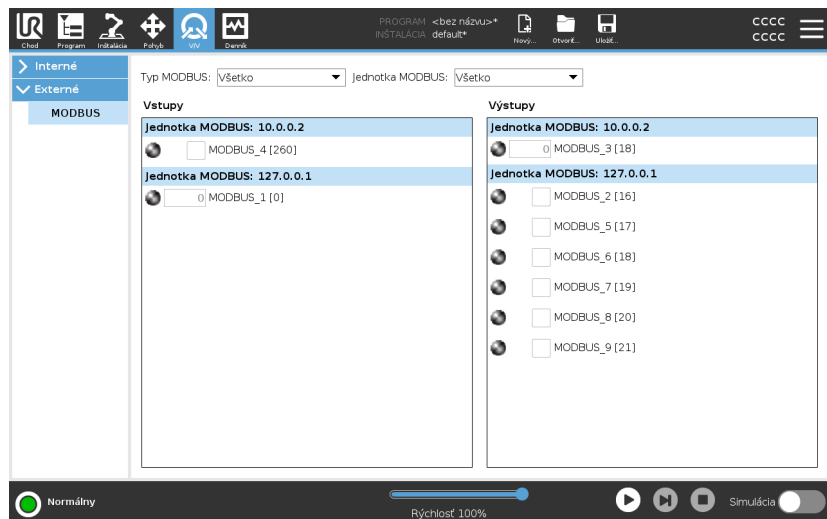 UR
PROGRAM <bez názvu>*
INŠTALÁCIA default*
cccc
cccc
Chod Program Inštalácia Pohyb V/V Denník Nový... Otvoriť... Uložiť...
Interné
Externé
MODBUS
Typ MODBUS: Všetko Jednotka MODBUS: Všetko
Vstupy
Jednotka MODBUS: 10.0.0.2
MODBUS_4 [260]
Jednotka MODBUS: 127.0.0.1
0 MODBUS_1 [0]
Výstupy
Jednotka MODBUS: 10.0.0.2
0 MODBUS_3 [18]
Jednotka MODBUS: 127.0.0.1
MODBUS_2 [16]
MODBUS_5 [17]
MODBUS_6 [18]
MODBUS_7 [19]
MODBUS_8 [20]
MODBUS_9 [21]
Normálny
Rýchlosť 100%
Simulácia